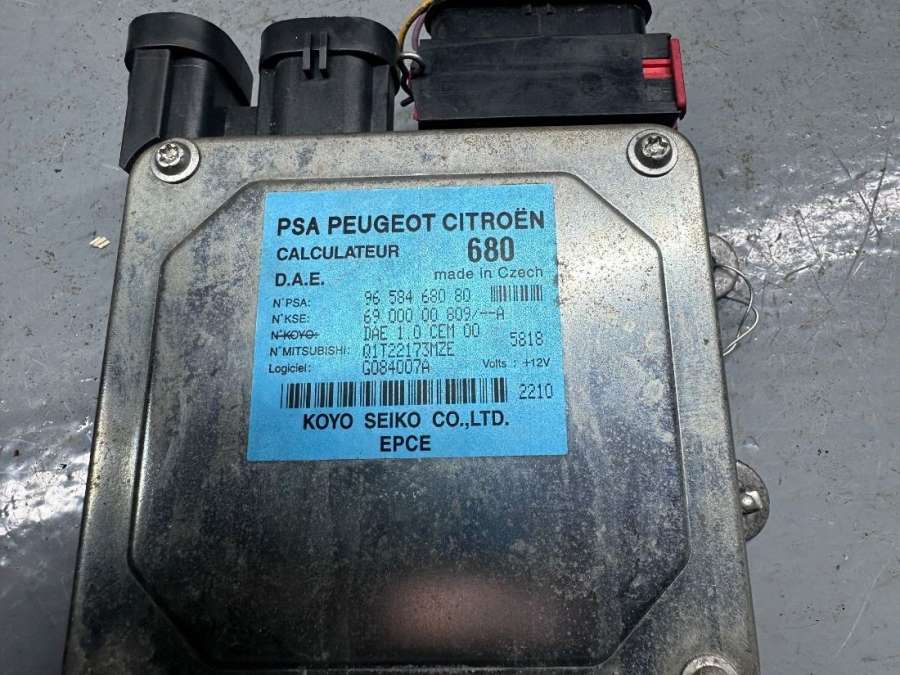 PSA PEUGEOT CITROËN
CALCULATEUR 680
D.A.E. made in Czech
N°PSA: 96 584 680 80
N°KSE: 69 000 00 809/--A
N°KOYO: DAE 1.0 CEM 00 5818
N°MITSUBISHI: Q1T22173MZE
Logiciel: G084007A Volts : +12V
2210
KOYO SEIKO CO.,LTD.
EPCE